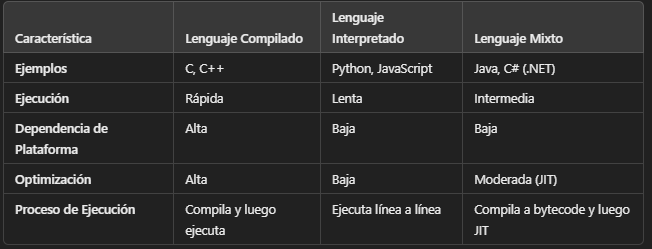 Característica Lenguaje Compilado Lenguaje Interpretado Lenguaje Mixto
Ejemplos C, C++ Python, JavaScript Java, C# (.NET)
Ejecución Rápida Lenta Intermedia
Dependencia de Plataforma Alta Baja Baja
Optimización Alta Baja Moderada (JIT)
Proceso de Ejecución Compila y luego ejecuta Ejecuta línea a línea Compila a bytecode y luego JIT